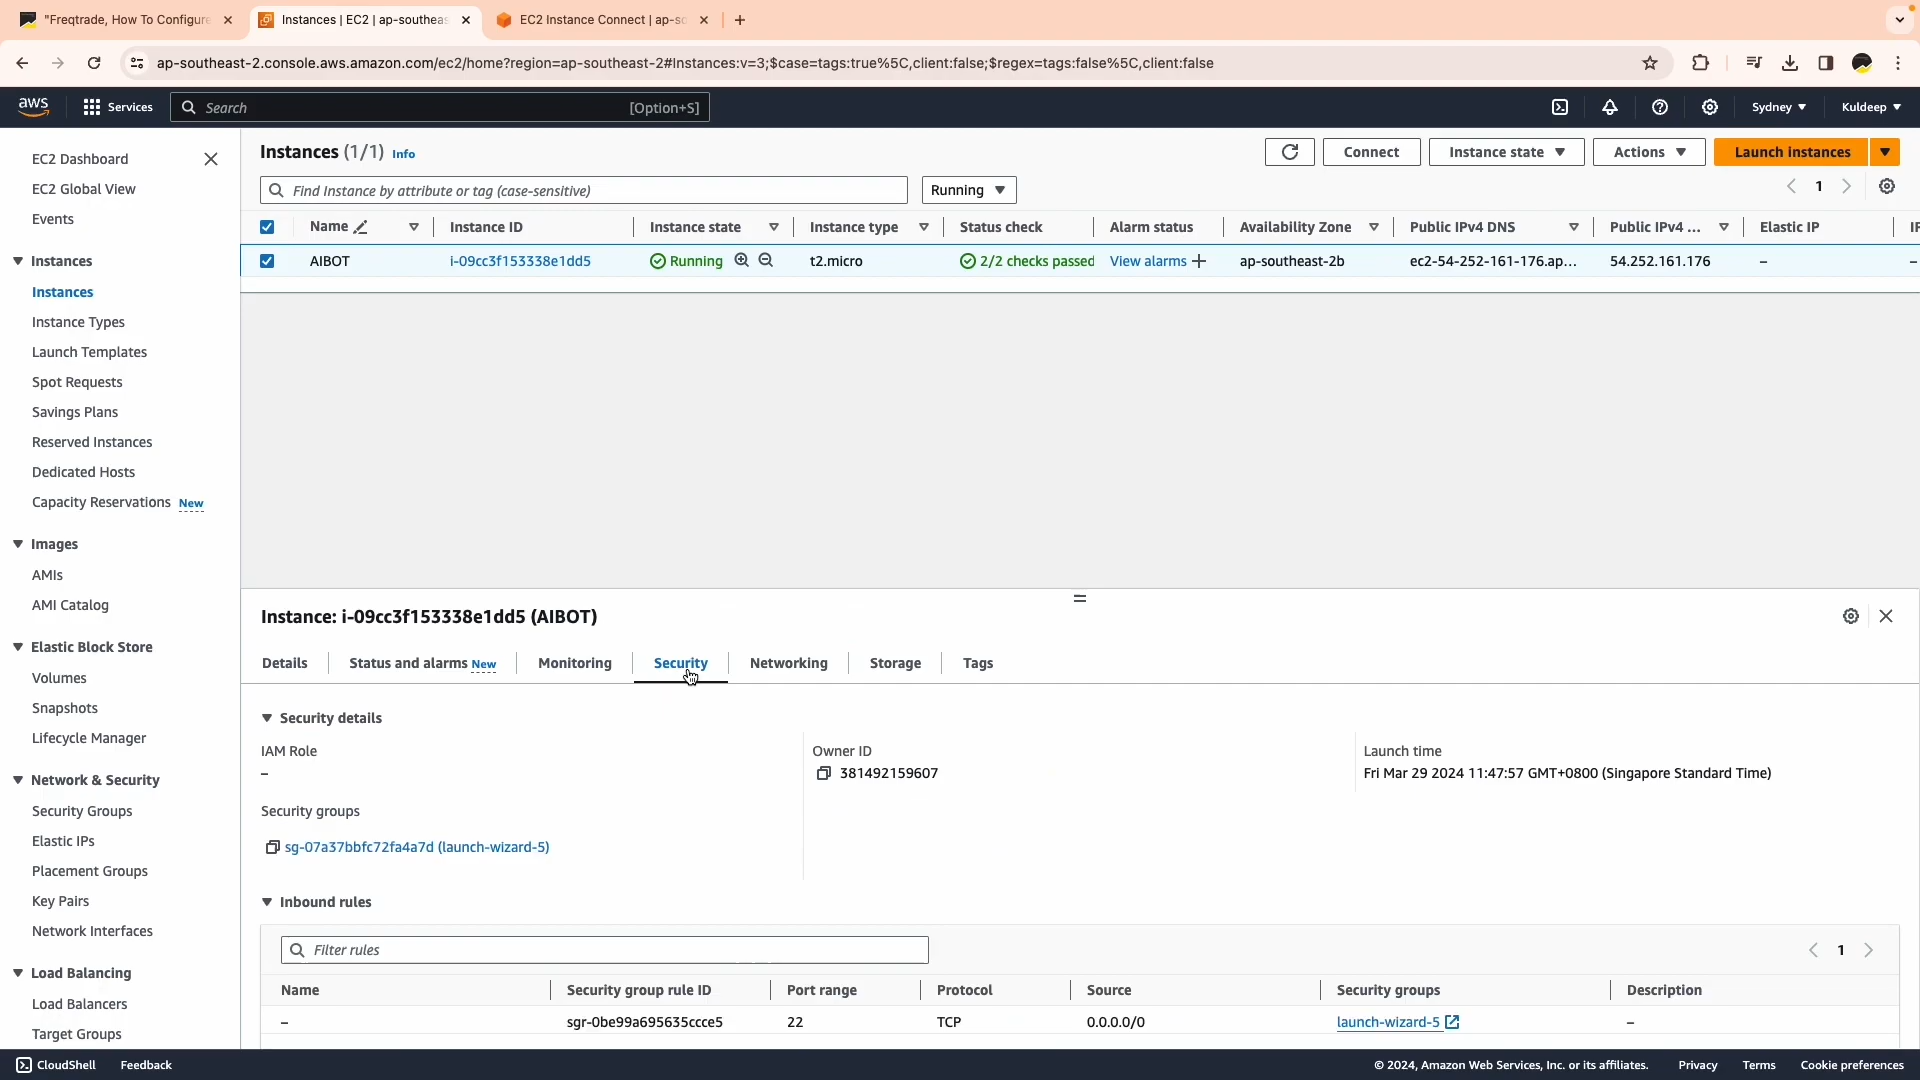 "Freqtrade, How To Configure
Instances | EC2 | ap-southeas
EC2 Instance Connect | ap-so
ap-southeast-2.console.aws.amazon.com/ec2/home?region=ap-southeast-2#Instances:v=3;$case=tags:true%5C,client:false;$regex=tags:false%5C,client:false
aws
Services
Search
[Option+S]
Sydney
Kuldeep
EC2 Dashboard
EC2 Global View
Events
Instances
Instances
Instance Types
Launch Templates
Spot Requests
Savings Plans
Reserved Instances
Dedicated Hosts
Capacity Reservations New
Images
AMIs
AMI Catalog
Elastic Block Store
Volumes
Snapshots
Lifecycle Manager
Network & Security
Security Groups
Elastic IPs
Placement Groups
Key Pairs
Network Interfaces
Load Balancing
Load Balancers
Target Groups
Instances (1/1) Info
Connect
Instance state
Actions
Launch instances
Find Instance by attribute or tag (case-sensitive)
Running
1
Name Instance ID Instance state Instance type Status check Alarm status Availability Zone Public IPv4 DNS Public IPv4 ... Elastic IP IP
AIBOT i-09cc3f153338e1dd5 Running t2.micro 2/2 checks passed View alarms + ap-southeast-2b ec2-54-252-161-176.ap... 54.252.161.176 – –
Instance: i-09cc3f153338e1dd5 (AIBOT)
Details Status and alarms New Monitoring Security Networking Storage Tags
Security details
IAM Role
–
Owner ID
381492159607
Launch time
Fri Mar 29 2024 11:47:57 GMT+0800 (Singapore Standard Time)
Security groups
sg-07a37bbfc72fa4a7d (launch-wizard-5)
Inbound rules
Filter rules
1
Name Security group rule ID Port range Protocol Source Security groups Description
– sgr-0be99a695635ccce5 22 TCP 0.0.0.0/0 launch-wizard-5 –
CloudShell
Feedback
© 2024, Amazon Web Services, Inc. or its affiliates.
Privacy
Terms
Cookie preferences